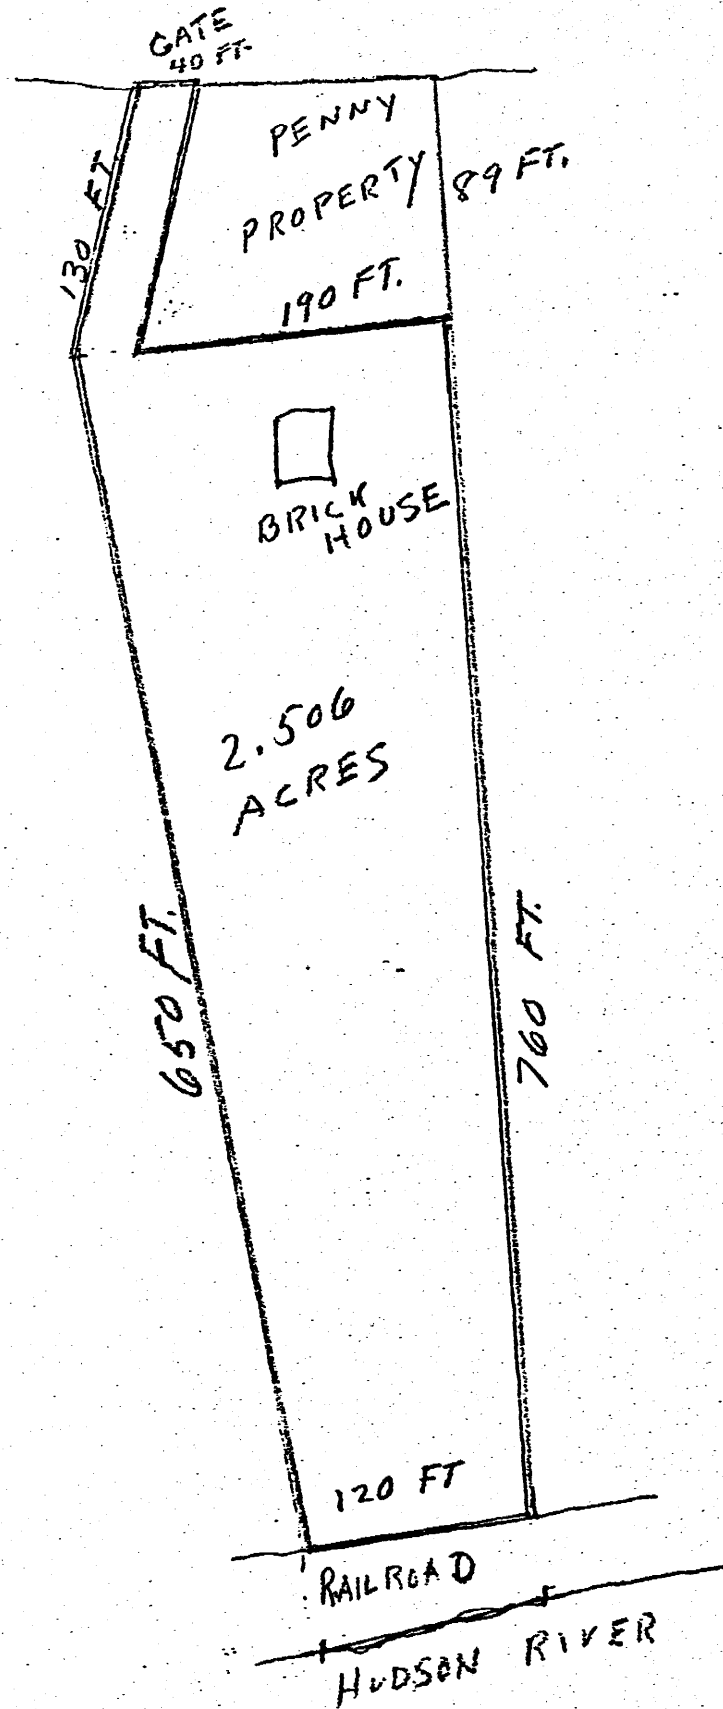 GATE
40 FT.
PENNY
PROPERTY
89 FT.
130 FT
190 FT.
BRICK
HOUSE
2.506
ACRES
650 FT.
760 FT.
120 FT
RAILROAD
HUDSON RIVER